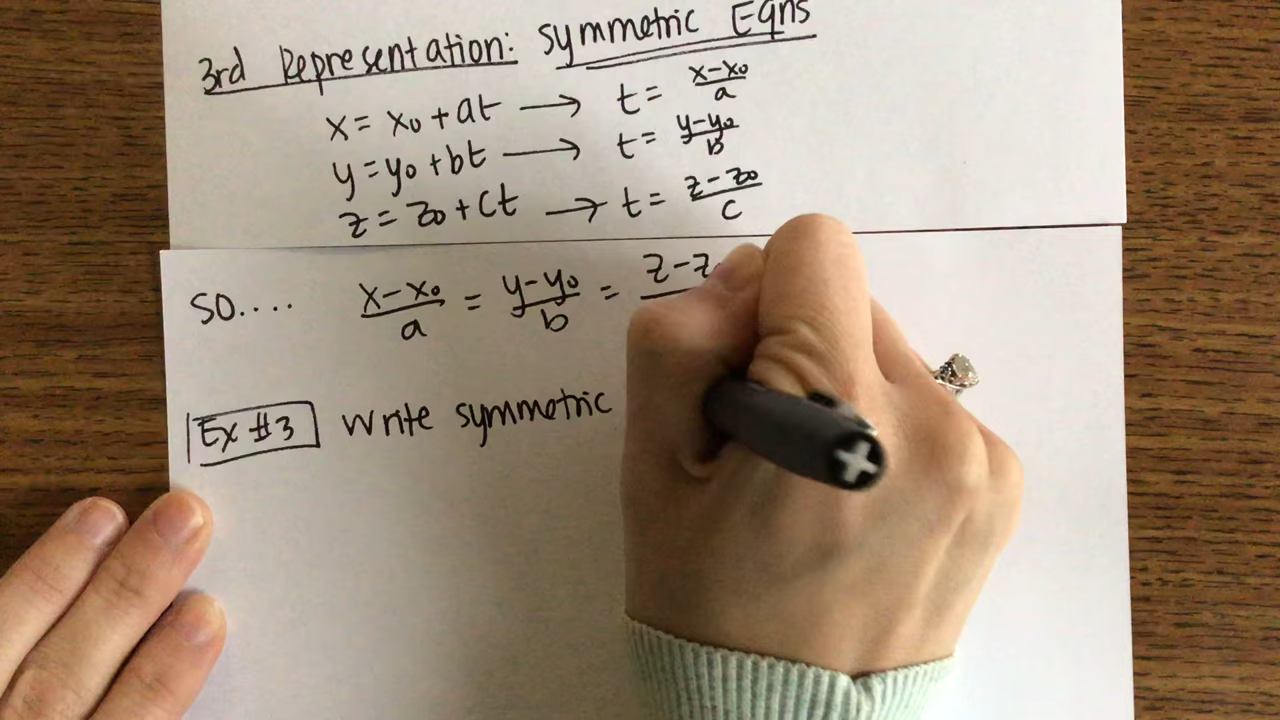 3rd Representation: Symmetric Eqns
x = x₀ + at → t = x-x₀/a
y = y₀ + bt → t = y-y₀/b
z = z₀ + ct → t = z-z₀/c
SO.... x-x₀/a = y-y₀/b = z-z
Ex #3 Write symmetric